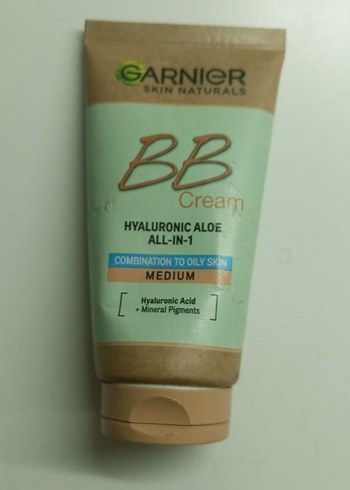 GARNIER
SKIN NATURALS
BB
Cream
HYALURONIC ALOE
ALL-IN-1
COMBINATION TO OILY SKIN
MEDIUM
Hyaluronic Acid
+ Mineral Pigments